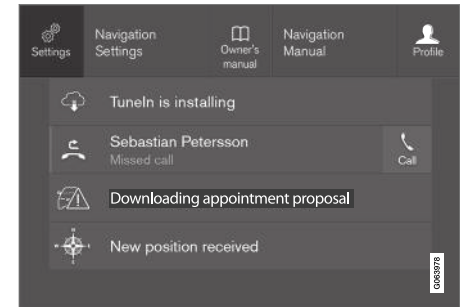 Settings
Navigation
Settings
Owner's
manual
Navigation
Manual
Profile
TuneIn is installing
Sebastian Petersson
Missed call
Call
Downloading appointment proposal
New position received
G063978